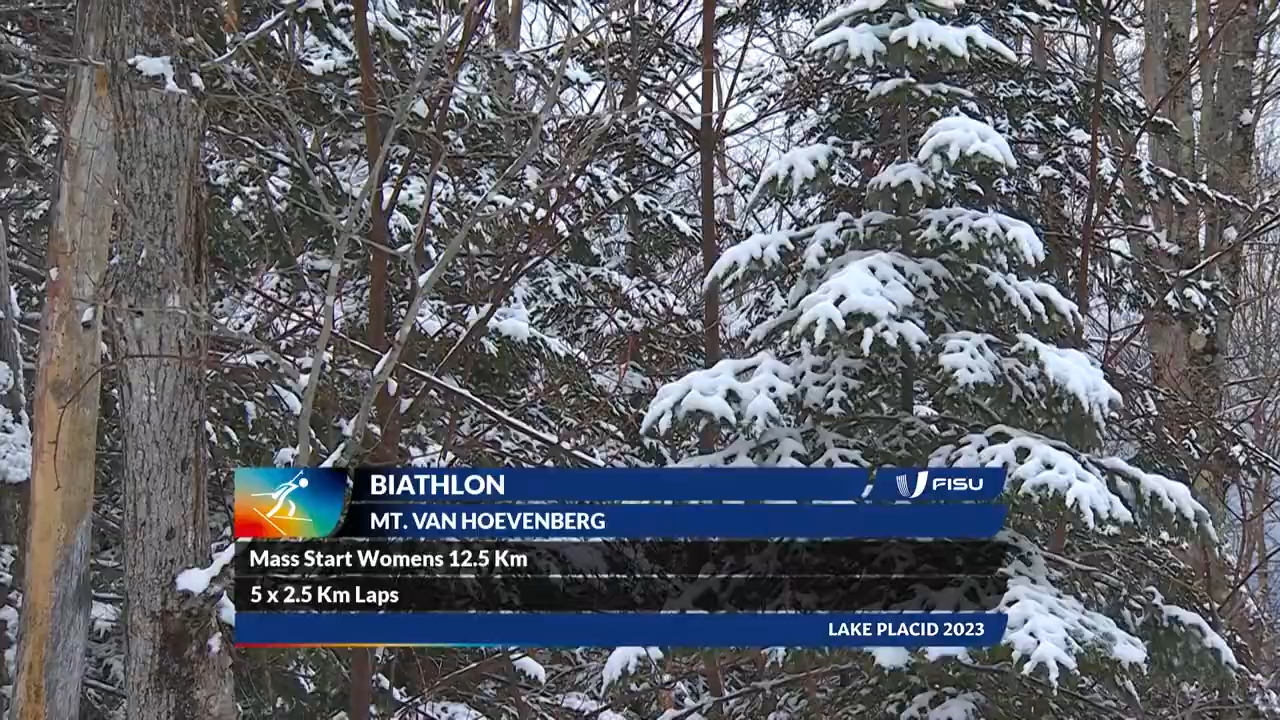 BIATHLON
FISU
MT. VAN HOEVENBERG
Mass Start Womens 12.5 Km
5 x 2.5 Km Laps
LAKE PLACID 2023